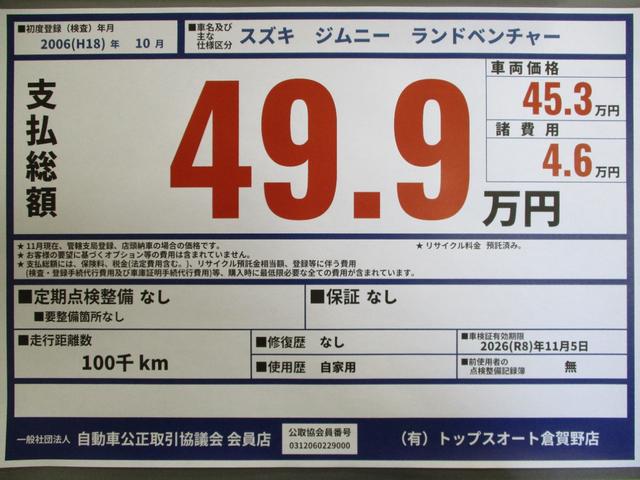 ■初度登録（検査）年月
2006(H18) 年 10 月
■車名及び主な仕様区分 スズキ ジムニー ランドベンチャー
支払総額
49.9万円
車両価格
45.3万円
諸費用
4.6万円
★11月現在、管轄支局登録、店頭納車の場合の価格です。 ★リサイクル料金 預託済み。
★お客様の要望に基づくオプション等の費用は含まれていません。
★支払総額には、保険料、税金(法定費用含む。)、リサイクル預託金相当額、登録等に伴う費用
(検査・登録手続代行費用及び車庫証明手続代行費用)等、購入時に最低限必要な全ての費用が含まれています。
■定期点検整備 なし
■要整備箇所なし
■保証 なし
■走行距離数
100千km
■修復歴 なし
■使用歴 自家用
■車検証有効期限
2026(R8)年11月5日
■前使用者の点検整備記録簿 無
一般社団法人 自動車公正取引協議会 会員店
公取協会員番号
0312060229000
（有）トップスオート倉賀野店